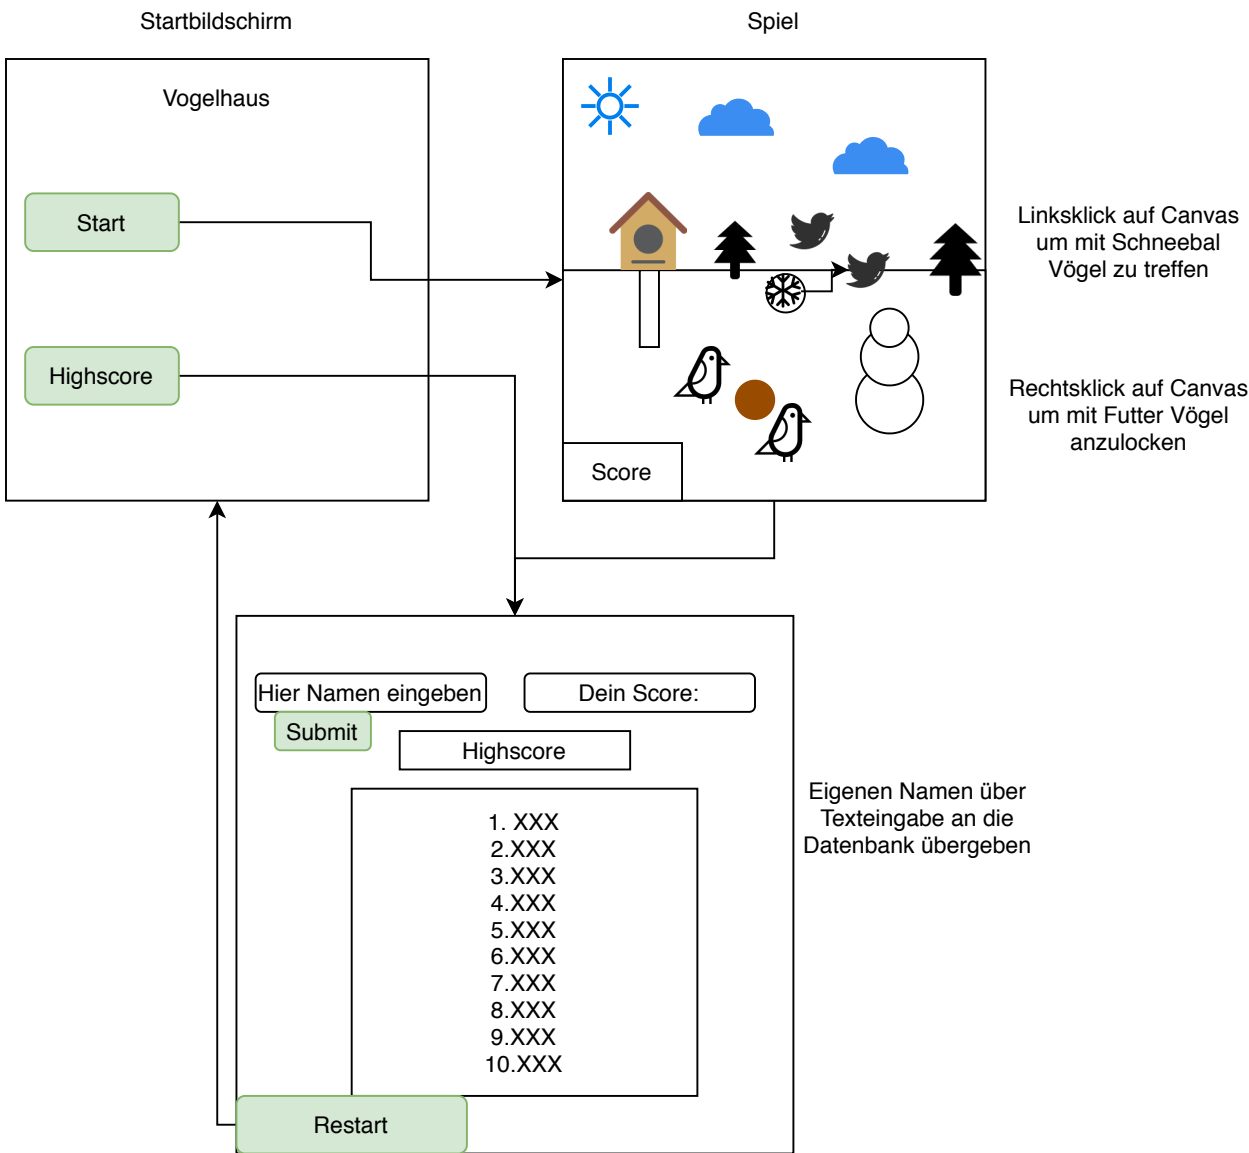 Startbildschirm
Spiel
Vogelhaus
Start
Highscore
Score
Linksklick auf Canvas
um mit Schneebal
Vögel zu treffen
Rechtsklick auf Canvas
um mit Futter Vögel
anzulocken
Hier Namen eingeben
Dein Score:
Submit
Highscore
1. XXX
2.XXX
3.XXX
4.XXX
5.XXX
6.XXX
7.XXX
8.XXX
9.XXX
10.XXX
Eigenen Namen über
Texteingabe an die
Datenbank übergeben
Restart